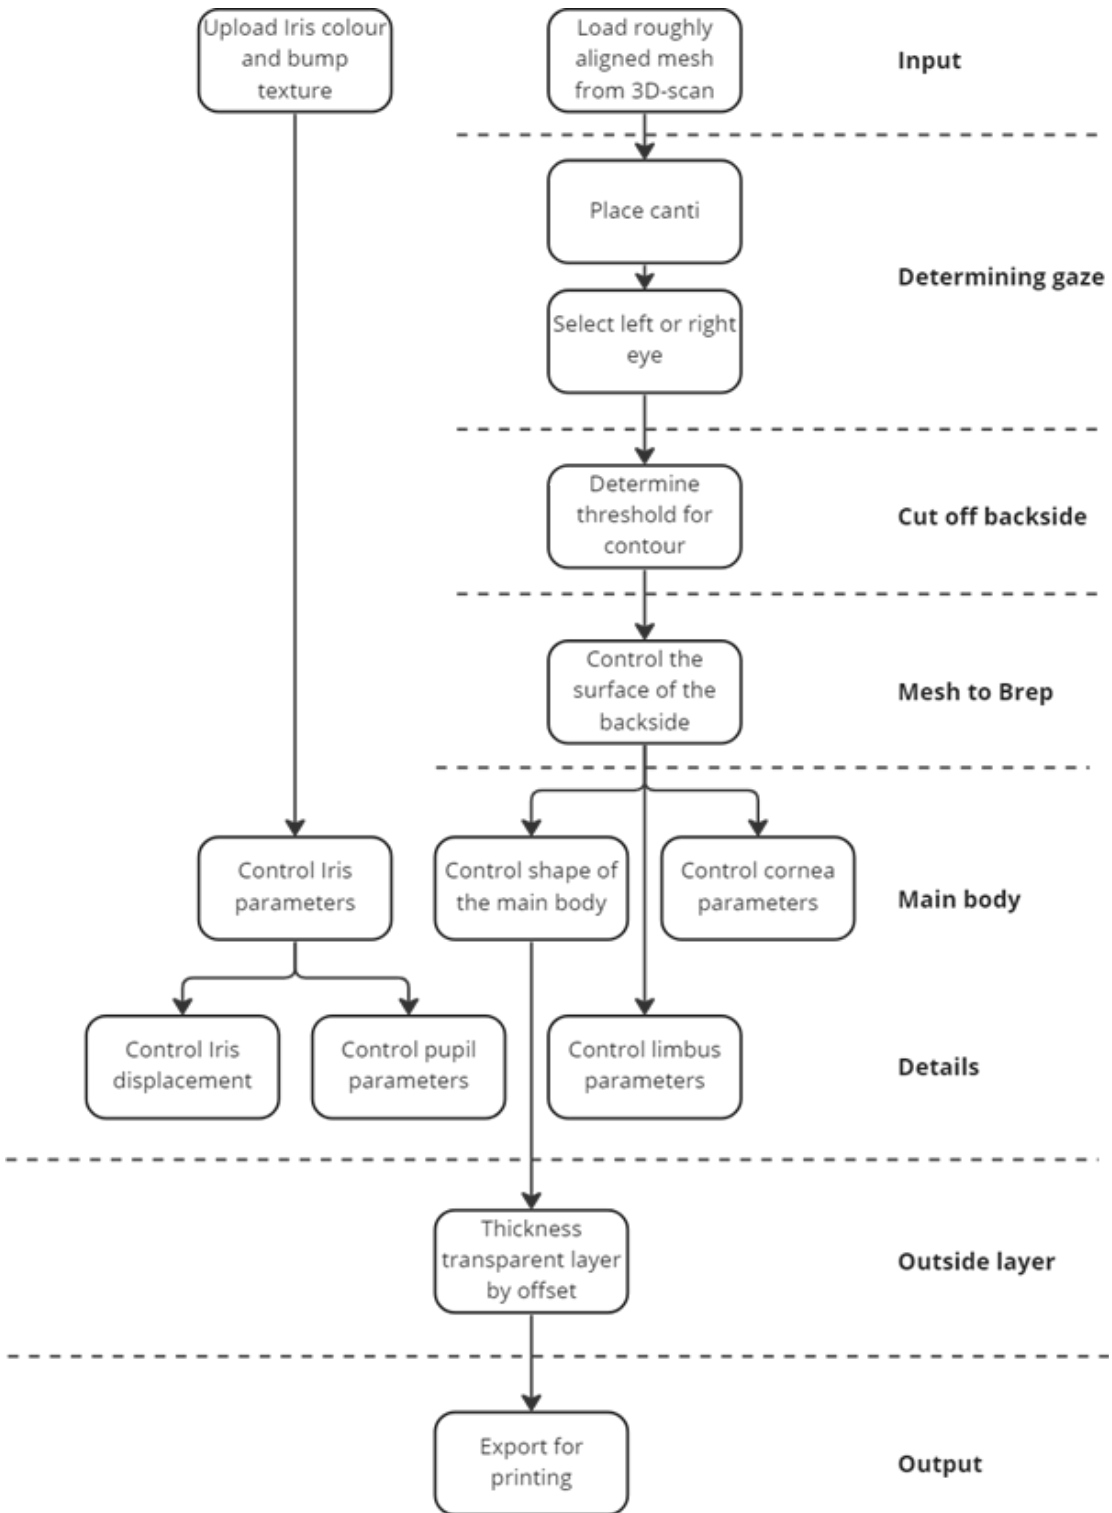 Upload Iris colour
and bump
texture
Load roughly
aligned mesh
from 3D-scan
Input
Place canti
Determining gaze
Select left or right
eye
Determine
threshold for
contour
Cut off backside
Control the
surface of the
backside
Mesh to Brep
Control Iris
parameters
Control shape of
the main body
Control cornea
parameters
Main body
Control Iris
displacement
Control pupil
parameters
Control limbus
parameters
Details
Thickness
transparent layer
by offset
Outside layer
Export for
printing
Output